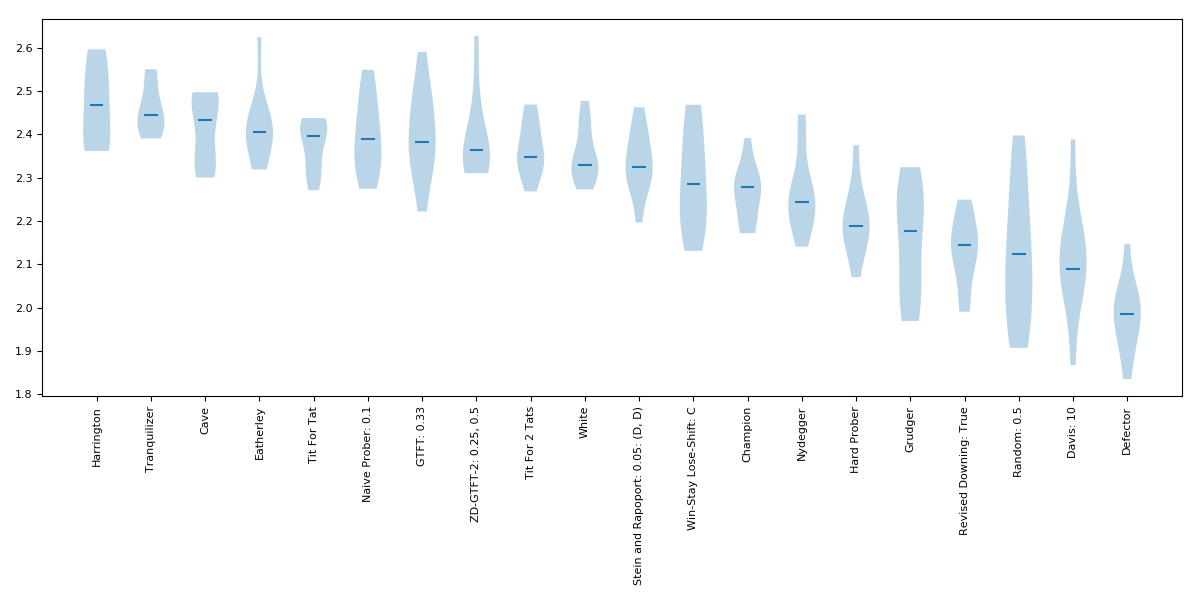 2.6
2.5
2.4
2.3
2.2
2.1
2.0
1.9
1.8
Harrington
Tranquilizer
Cave
Eatherley
Tit For Tat
Naive Prober: 0.1
GTFT: 0.33
ZD-GTFT-2: 0.25, 0.5
Tit For 2 Tats
White
Stein and Rapoport: 0.05: (D, D)
Win-Stay Lose-Shift: C
Champion
Nydegger
Hard Prober
Grudger
Revised Downing: True
Random: 0.5
Davis: 10
Defector